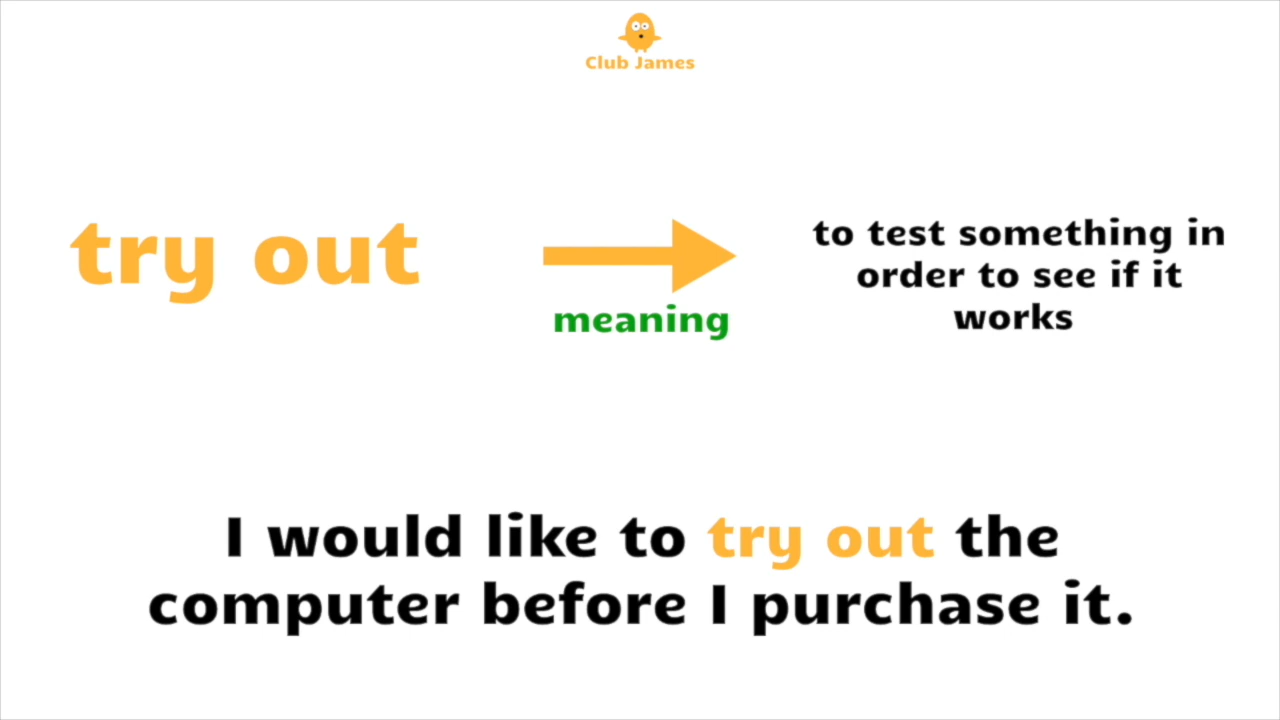 Club James
try out
meaning
to test something in
order to see if it
works
I would like to try out the
computer before I purchase it.